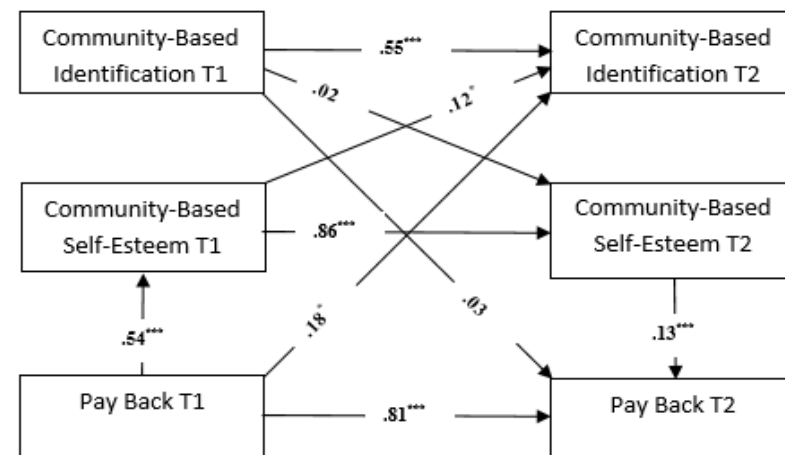 Community-Based
Identification T1
.55***
Community-Based
Identification T2
.02
.12*
Community-Based
Self-Esteem T1
.86***
Community-Based
Self-Esteem T2
.18*
.03
.54***
.13***
Pay Back T1
.81***
Pay Back T2